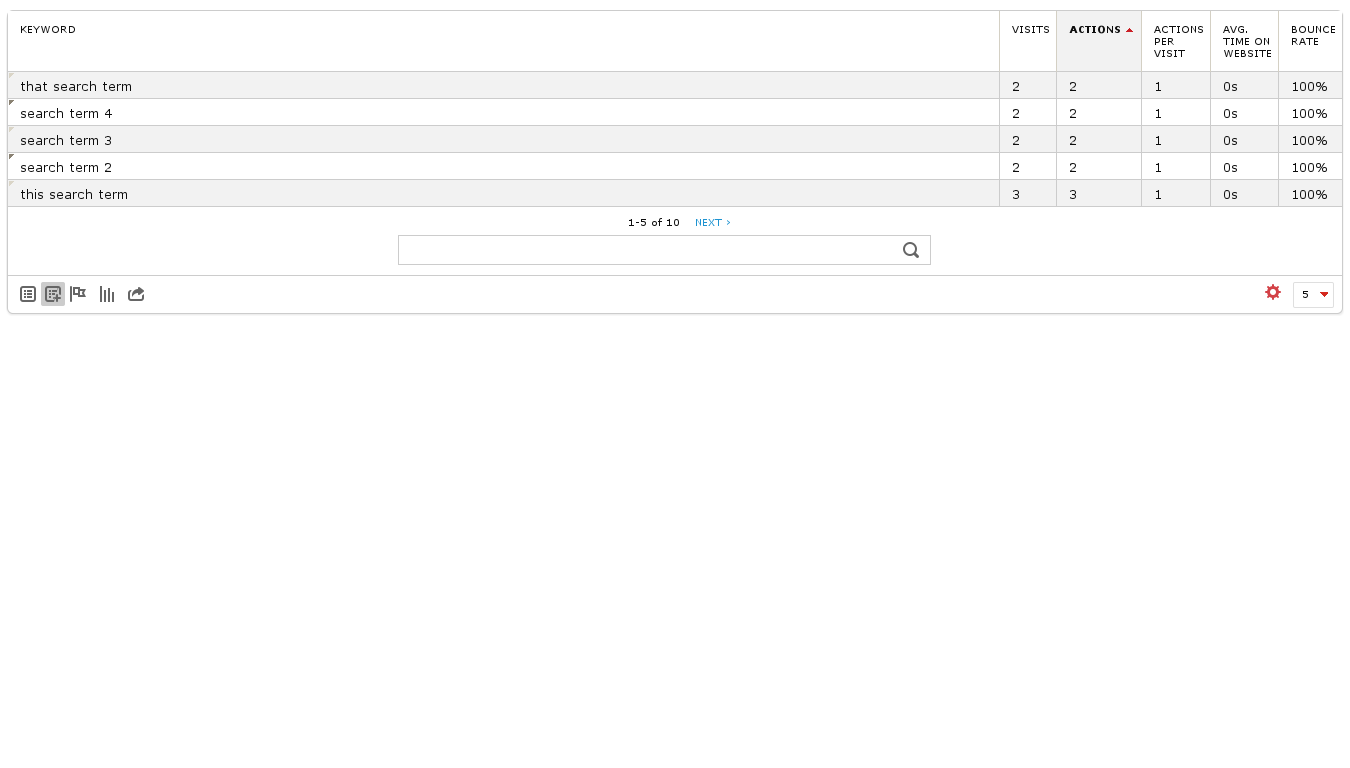 KEYWORD VISITS ACTIONS ACTIONS PER VISIT AVG. TIME ON WEBSITE BOUNCE RATE
that search term 2 2 1 0s 100%
search term 4 2 2 1 0s 100%
search term 3 2 2 1 0s 100%
search term 2 2 2 1 0s 100%
this search term 3 3 1 0s 100%
1-5 of 10 NEXT ›
5